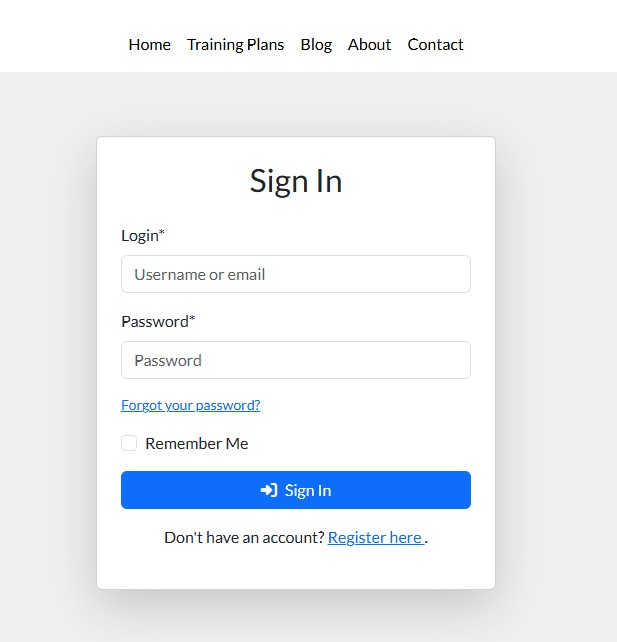 Home Training Plans Blog About Contact
Sign In
Login*
Username or email
Password*
Password
Forgot your password?
Remember Me
Sign In
Don't have an account? Register here .